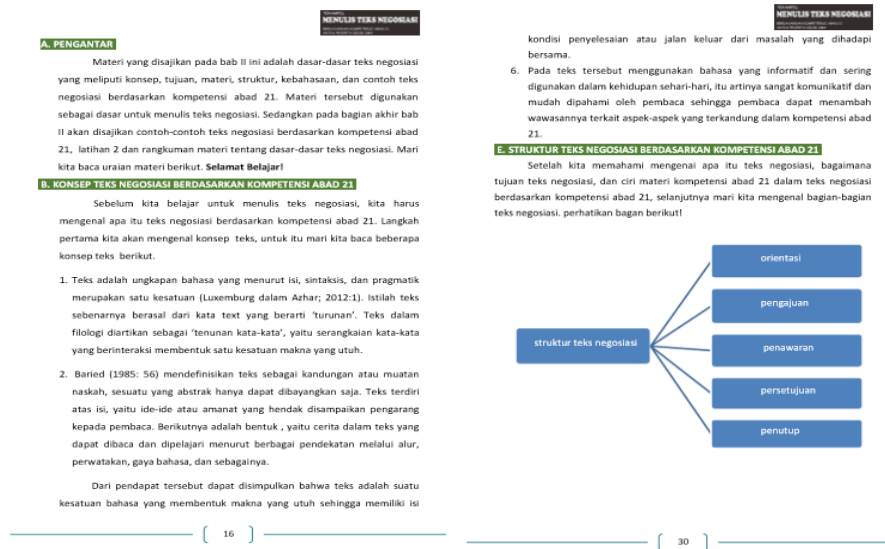 MENULIS TEKS NEGOSIASI
A. PENGANTAR
Materi yang disajikan pada bab II ini adalah dasar-dasar teks negosiasi
yang meliputi konsep, tujuan, materi, struktur, kebahasaan, dan contoh teks
negosiasi berdasarkan kompetensi abad 21. Materi tersebut digunakan
sebagai dasar untuk menulis teks negosiasi. Sedangkan pada bagian akhir bab
II akan disajikan contoh-contoh teks negosiasi berdasarkan kompetensi abad
21, latihan 2 dan rangkuman materi tentang dasar-dasar teks negosiasi. Mari
kita baca uraian materi berikut. Selamat Belajar!
B. KONSEP TEKS NEGOSIASI BERDASARKAN KOMPETENSI ABAD 21
Sebelum kita belajar untuk menulis teks negosiasi, kita harus
mengenal apa itu teks negosiasi berdasarkan kompetensi abad 21. Langkah
pertama kita akan mengenal konsep teks, untuk itu mari kita baca beberapa
konsep teks berikut.
1. Teks adalah ungkapan bahasa yang menurut isi, sintaksis, dan pragmatik
merupakan satu kesatuan (Luxemburg dalam Azhar; 2012:1). Istilah teks
sebenarnya berasal dari kata text yang berarti ‘turunan’. Teks dalam
filologi diartikan sebagai ‘tenunan kata-kata’, yaitu serangkaian kata-kata
yang berinteraksi membentuk satu kesatuan makna yang utuh.
2. Baried (1985: 56) mendefinisikan teks sebagai kandungan atau muatan
naskah, sesuatu yang abstrak hanya dapat dibayangkan saja. Teks terdiri
atas isi, yaitu ide-ide atau amanat yang hendak disampaikan pengarang
kepada pembaca. Berikutnya adalah bentuk , yaitu cerita dalam teks yang
dapat dibaca dan dipelajari menurut berbagai pendekatan melalui alur,
perwatakan, gaya bahasa, dan sebagainya.
Dari pendapat tersebut dapat disimpulkan bahwa teks adalah suatu
kesatuan bahasa yang membentuk makna yang utuh sehingga memiliki isi
16
MENULIS TEKS NEGOSIASI
kondisi penyelesaian atau jalan keluar dari masalah yang dihadapi
bersama.
6. Pada teks tersebut menggunakan bahasa yang informatif dan sering
digunakan dalam kehidupan sehari-hari, itu artinya sangat komunikatif dan
mudah dipahami oleh pembaca sehingga pembaca dapat menambah
wawasannya terkait aspek-aspek yang terkandung dalam kompetensi abad
21.
E. STRUKTUR TEKS NEGOSIASI BERDASARKAN KOMPETENSI ABAD 21
Setelah kita memahami mengenai apa itu teks negosiasi, bagaimana
tujuan teks negosiasi, dan ciri materi kompetensi abad 21 dalam teks negosiasi
berdasarkan kompetensi abad 21, selanjutnya mari kita mengenal bagian-bagian
teks negosiasi. perhatikan bagan berikut!
struktur teks negosiasi
orientasi
pengajuan
penawaran
persetujuan
penutup
30